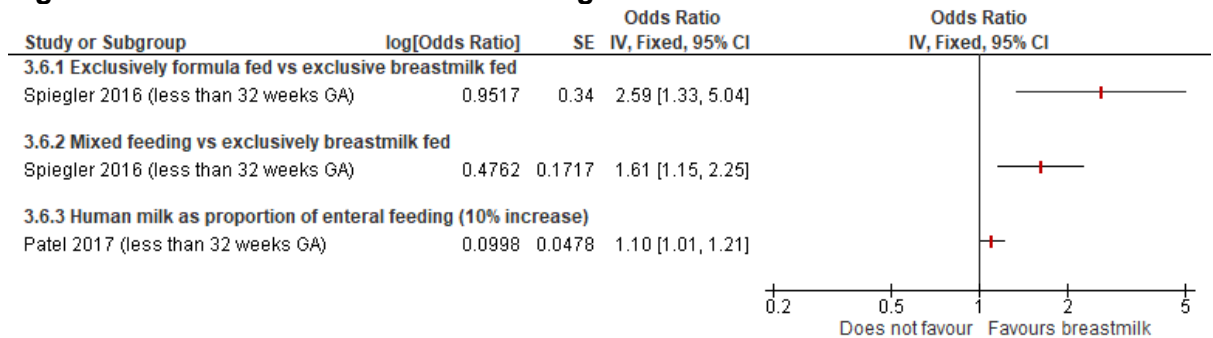 Odds Ratio Odds Ratio
Study or Subgroup log[Odds Ratio] SE IV, Fixed, 95% CI IV, Fixed, 95% CI
3.6.1 Exclusively formula fed vs exclusive breastmilk fed
Spiegler 2016 (less than 32 weeks GA) 0.9517 0.34 2.59 [1.33, 5.04]
3.6.2 Mixed feeding vs exclusively breastmilk fed
Spiegler 2016 (less than 32 weeks GA) 0.4762 0.1717 1.61 [1.15, 2.25]
3.6.3 Human milk as proportion of enteral feeding (10% increase)
Patel 2017 (less than 32 weeks GA) 0.0998 0.0478 1.10 [1.01, 1.21]
0.2 0.5 1 2 5
Does not favour Favours breastmilk